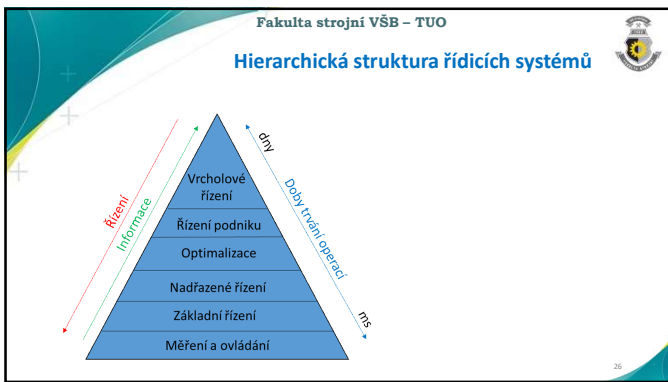 Fakulta strojní VŠB – TUO
Hierarchická struktura řídicích systémů
dny
Vrcholové
řízení
Řízení
Informace
Doby trvání operací
Řízení podniku
Optimalizace
Nadřazené řízení
Základní řízení
ms
Měření a ovládání
26